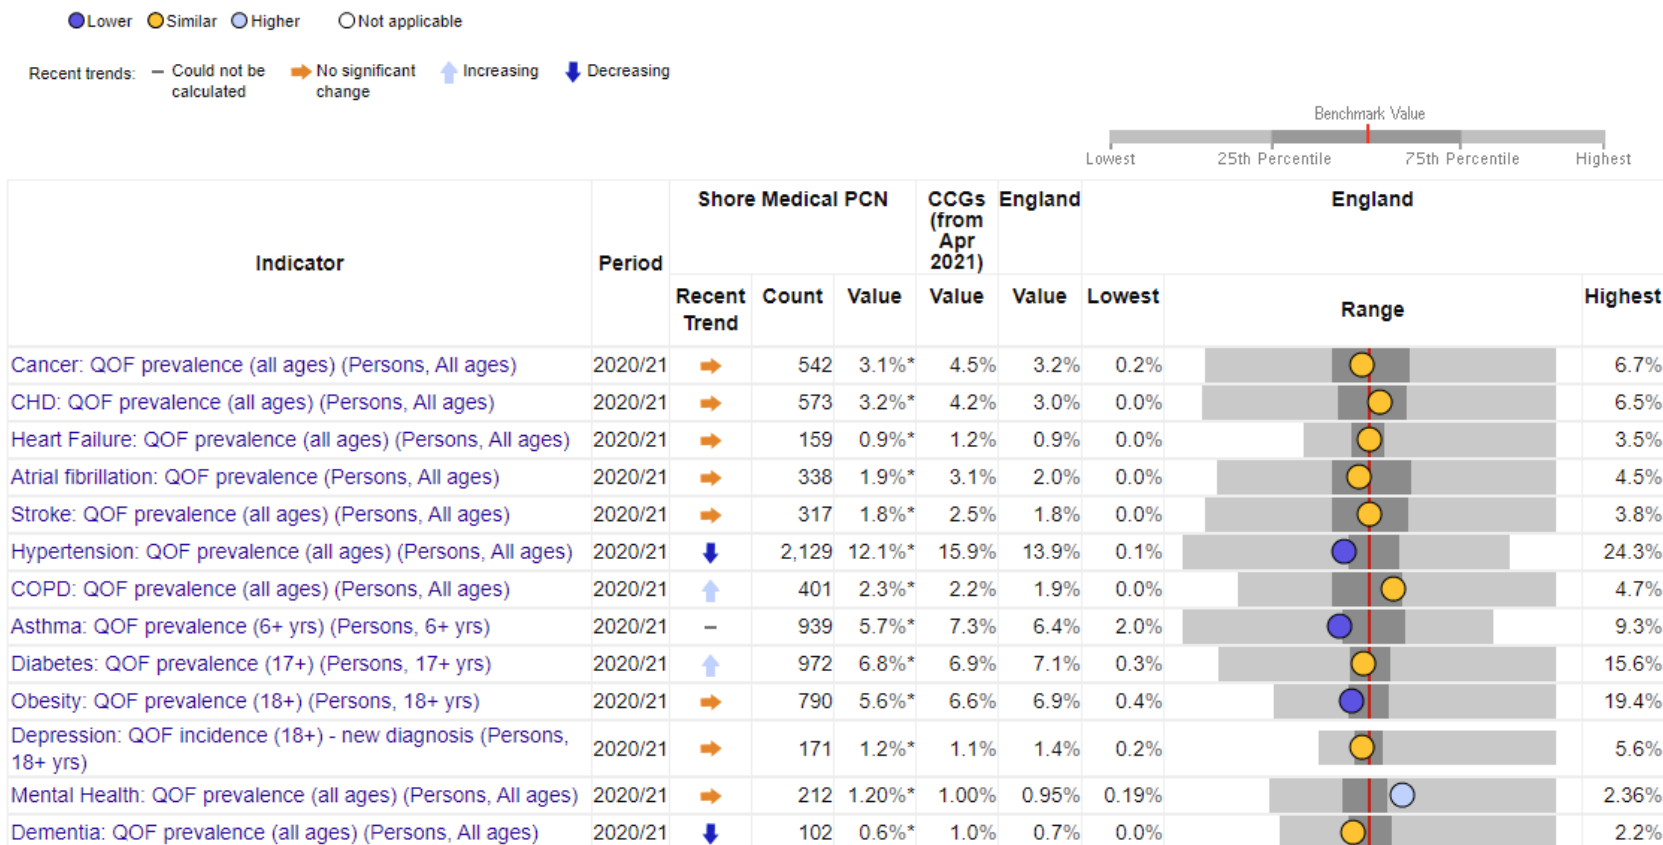 Lower Similar Higher Not applicable
Recent trends: – Could not be calculated No significant change Increasing Decreasing
Benchmark Value
Lowest 25th Percentile 75th Percentile Highest
Indicator Period Shore Medical PCN CCGs (from Apr 2021) England England
Recent Trend Count Value Value Value Lowest Range Highest
Cancer: QOF prevalence (all ages) (Persons, All ages) 2020/21 542 3.1%* 4.5% 3.2% 0.2% 6.7%
CHD: QOF prevalence (all ages) (Persons, All ages) 2020/21 573 3.2%* 4.2% 3.0% 0.0% 6.5%
Heart Failure: QOF prevalence (all ages) (Persons, All ages) 2020/21 159 0.9%* 1.2% 0.9% 0.0% 3.5%
Atrial fibrillation: QOF prevalence (Persons, All ages) 2020/21 338 1.9%* 3.1% 2.0% 0.0% 4.5%
Stroke: QOF prevalence (all ages) (Persons, All ages) 2020/21 317 1.8%* 2.5% 1.8% 0.0% 3.8%
Hypertension: QOF prevalence (all ages) (Persons, All ages) 2020/21 2,129 12.1%* 15.9% 13.9% 0.1% 24.3%
COPD: QOF prevalence (all ages) (Persons, All ages) 2020/21 401 2.3%* 2.2% 1.9% 0.0% 4.7%
Asthma: QOF prevalence (6+ yrs) (Persons, 6+ yrs) 2020/21 – 939 5.7%* 7.3% 6.4% 2.0% 9.3%
Diabetes: QOF prevalence (17+) (Persons, 17+ yrs) 2020/21 972 6.8%* 6.9% 7.1% 0.3% 15.6%
Obesity: QOF prevalence (18+) (Persons, 18+ yrs) 2020/21 790 5.6%* 6.6% 6.9% 0.4% 19.4%
Depression: QOF incidence (18+) - new diagnosis (Persons,
18+ yrs) 2020/21 171 1.2%* 1.1% 1.4% 0.2% 5.6%
Mental Health: QOF prevalence (all ages) (Persons, All ages) 2020/21 212 1.20%* 1.00% 0.95% 0.19% 2.36%
Dementia: QOF prevalence (all ages) (Persons, All ages) 2020/21 102 0.6%* 1.0% 0.7% 0.0% 2.2%